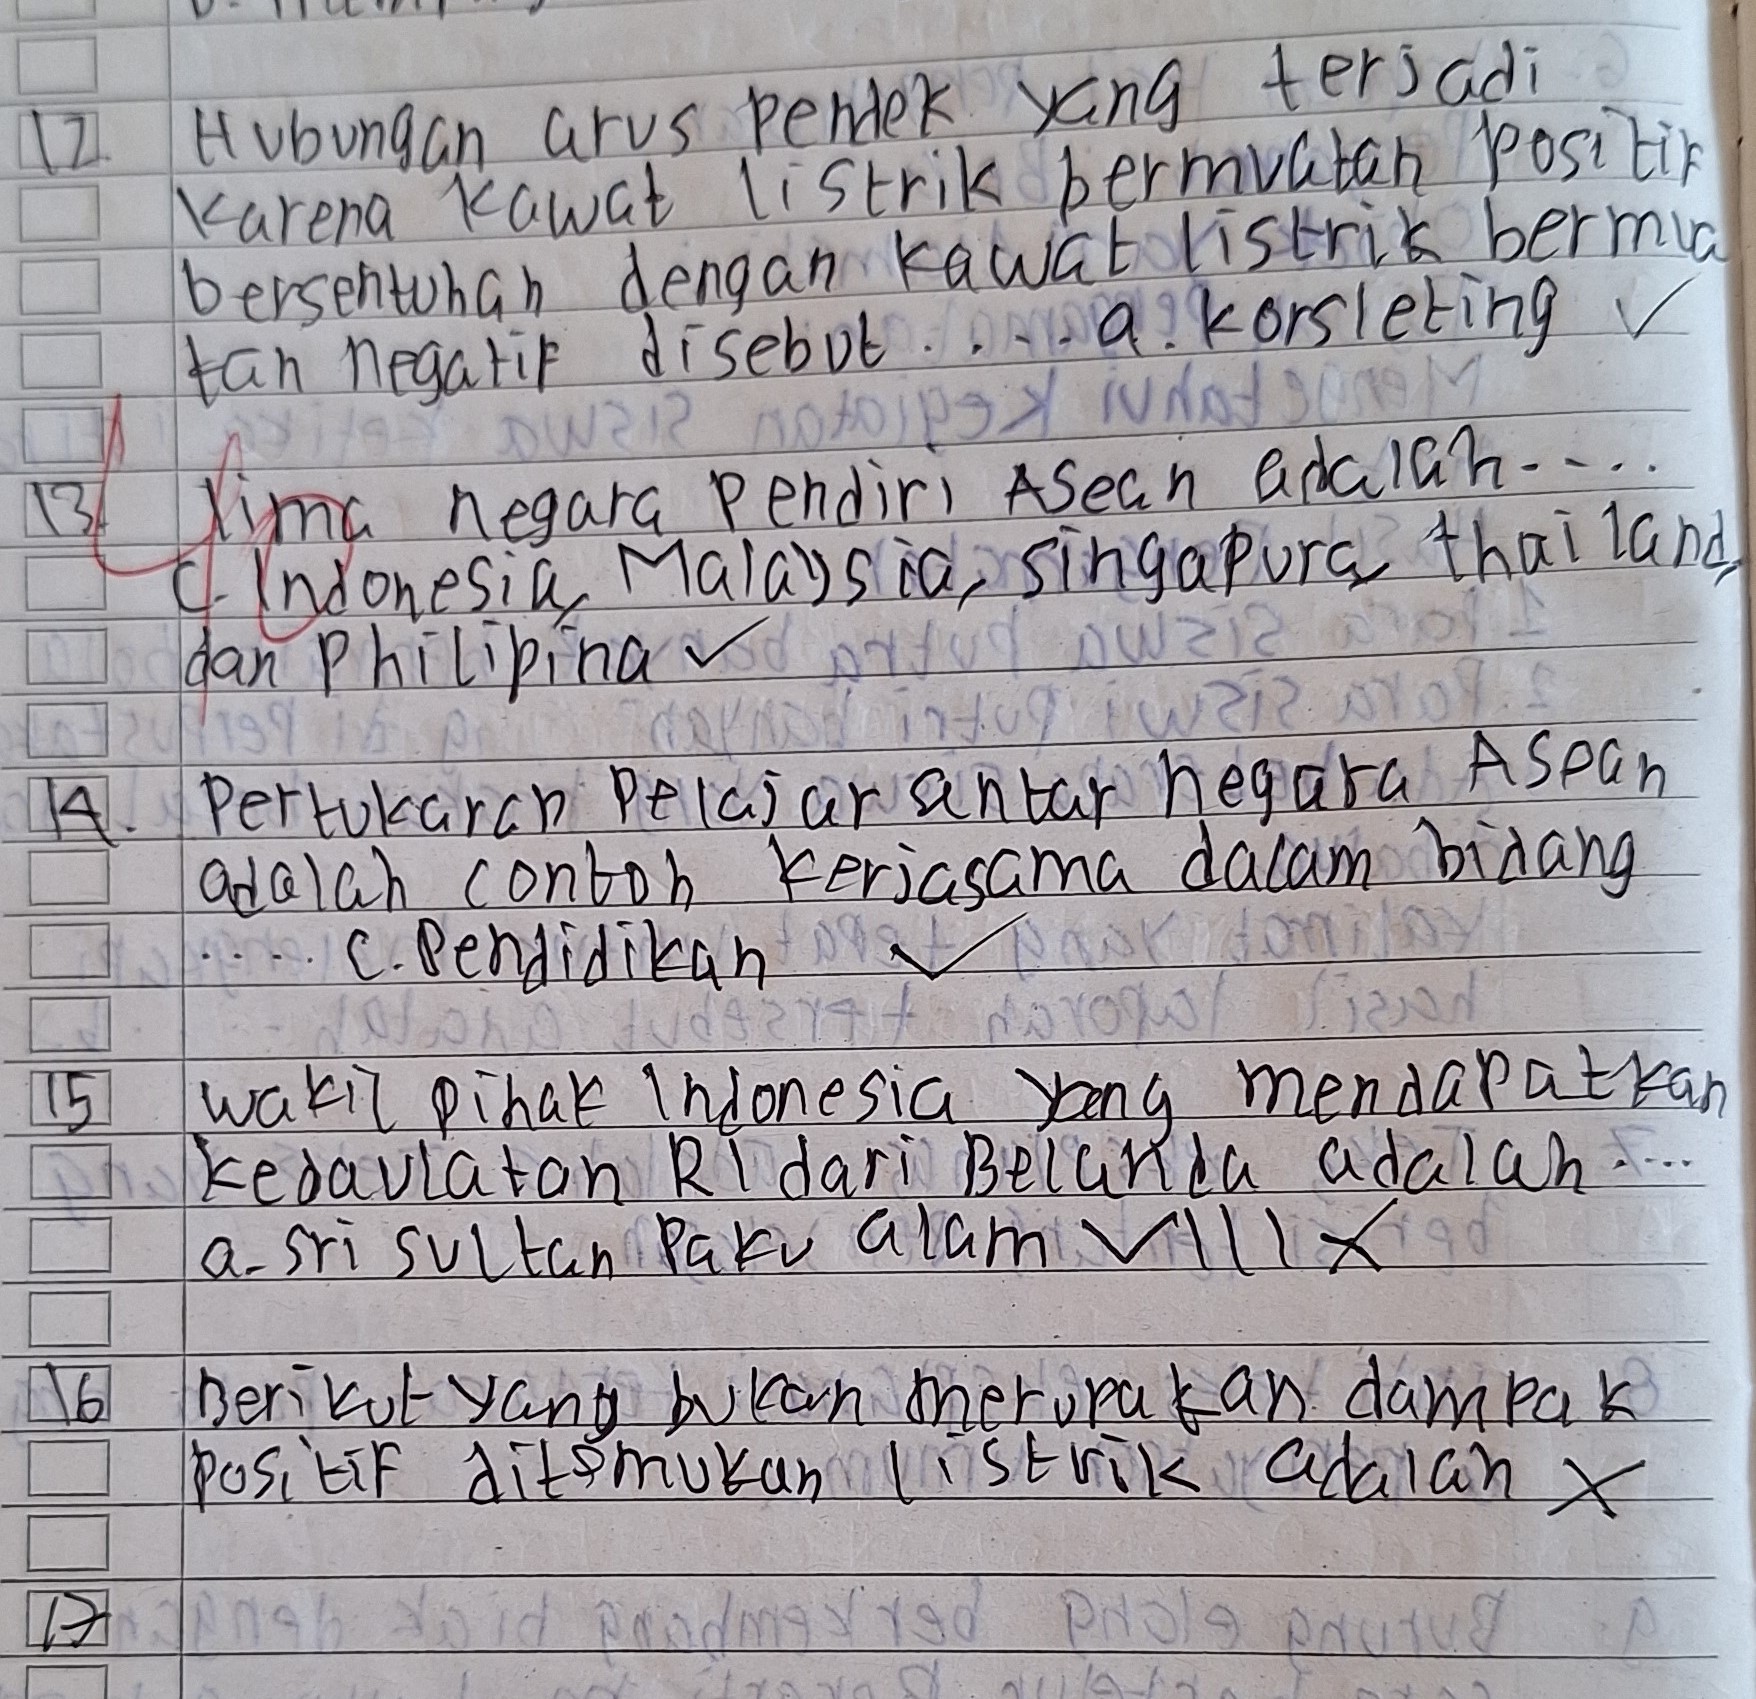 12. Hubungan arus pendek yang terjadi
karena kawat listrik bermuatan positif
bersentuhan dengan kawat listrik bermua
tan negatif disebut ..... a. korsleting ✓
13 lima negara pendiri Asean adalah.....
c. Indonesia, Malaysia, singapura, thailand,
dan Philipina ✓
14. Pertukaran Pelajar antar negara Asean
adalah contoh kerjasama dalam bidang
..... c. Pendidikan ✓
15 wakil pihak Indonesia yang mendapatkan
kedaulatan RI dari Belanda adalah ....
a. sri sultan Paku alam VIII X
16 Berikut yang bukan merupakan dampak
positif ditemukan listrik adalah X
17